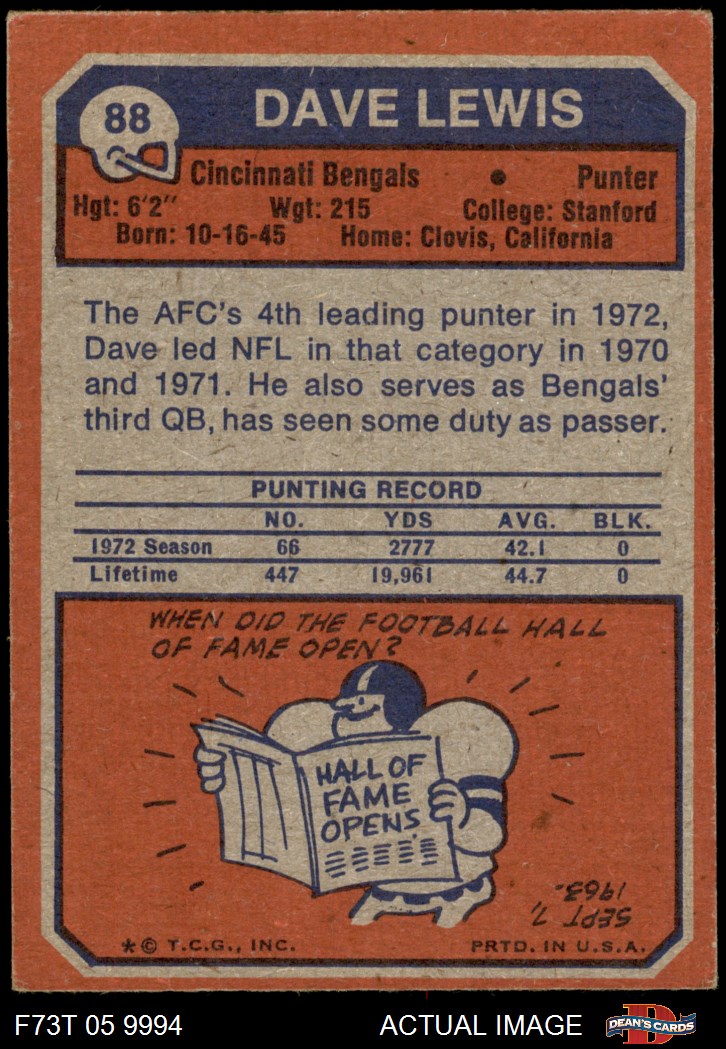 88
DAVE LEWIS
Cincinnati Bengals • Punter
Hgt: 6'2" Wgt: 215 College: Stanford
Born: 10-16-45 Home: Clovis, California
The AFC's 4th leading punter in 1972,
Dave led NFL in that category in 1970
and 1971. He also serves as Bengals'
third QB, has seen some duty as passer.
PUNTING RECORD
NO. YDS AVG. BLK.
1972 Season 66 2777 42.1 0
Lifetime 447 19,961 44.7 0
WHEN DID THE FOOTBALL HALL
OF FAME OPEN?
HALL OF
FAME
OPENS
SEPT 7,
1963.
*© T.C.G., INC. PRTD. IN U.S.A.
F73T 05 9994 ACTUAL IMAGE
D
DEAN'S CARDS